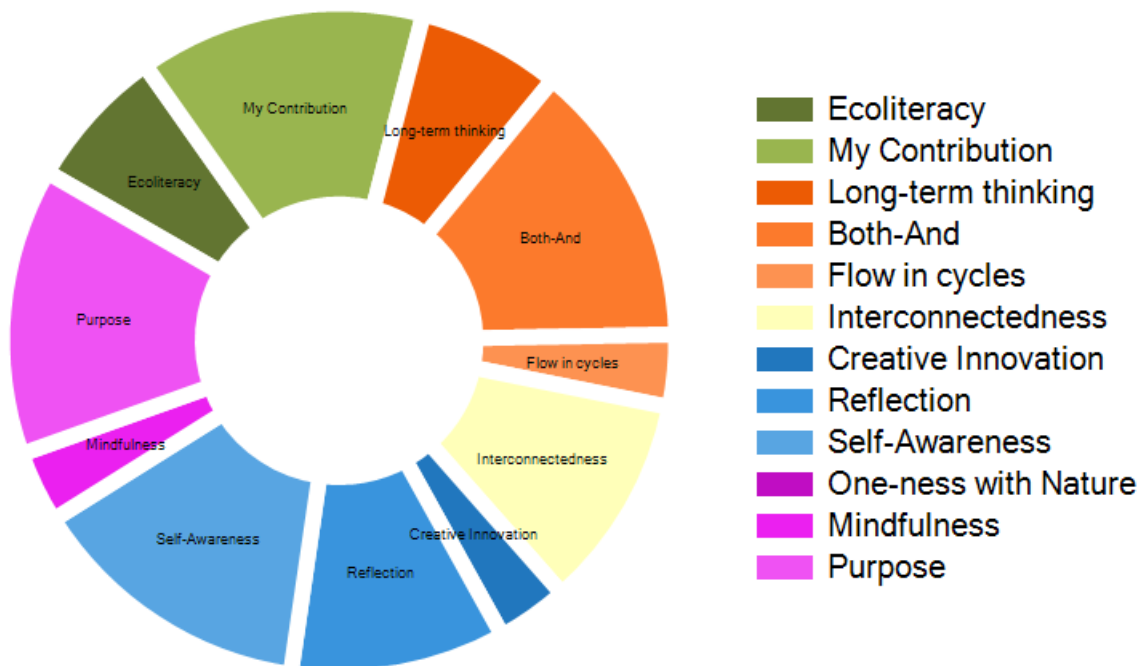 My Contribution
Long-term thinking
Ecoliteracy
Both-And
Purpose
Flow in cycles
Mindfulness
Interconnectedness
Self-Awareness
Creative Innovation
Reflection
Ecoliteracy
My Contribution
Long-term thinking
Both-And
Flow in cycles
Interconnectedness
Creative Innovation
Reflection
Self-Awareness
One-ness with Nature
Mindfulness
Purpose